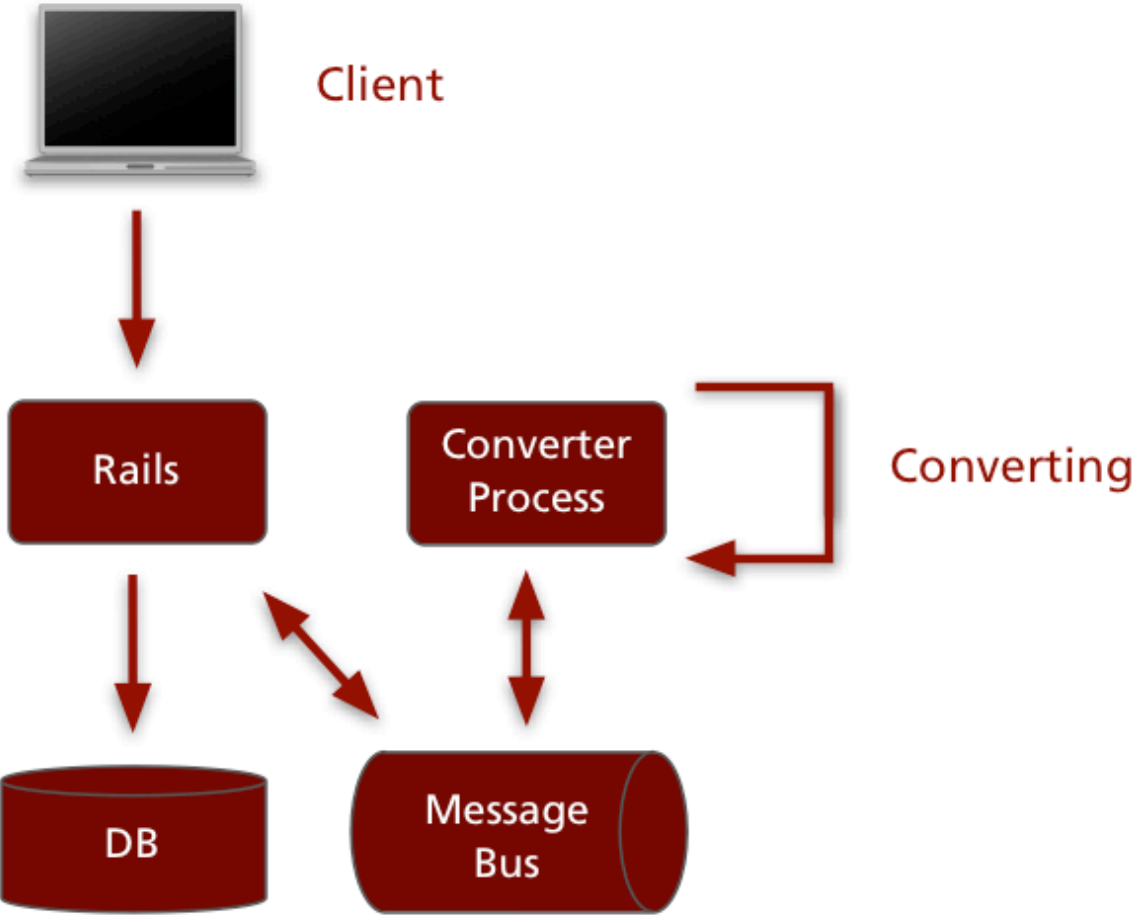 Client
Rails
Converter
Process
Converting
DB
Message
Bus